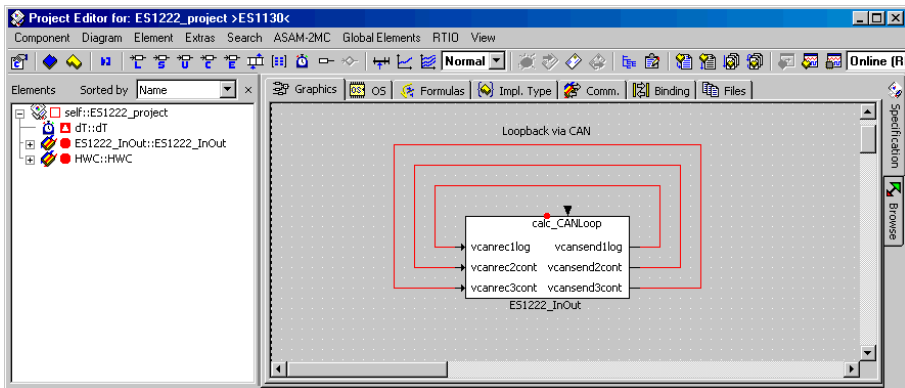 Project Editor for: ES1222_project >ES1130<
Component Diagram Element Extras Search ASAM-2MC Global Elements RTIO View
Normal
Online (R
Elements Sorted by Name
Graphics OS Formulas Impl. Type Comm. Binding Files
self::ES1222_project
dT::dT
ES1222_InOut::ES1222_InOut
HWC::HWC
Loopback via CAN
calc_CANLoop
vcanrec1log vcansend1log
vcanrec2cont vcansend2cont
vcanrec3cont vcansend3cont
ES1222_InOut
Specification
Browse